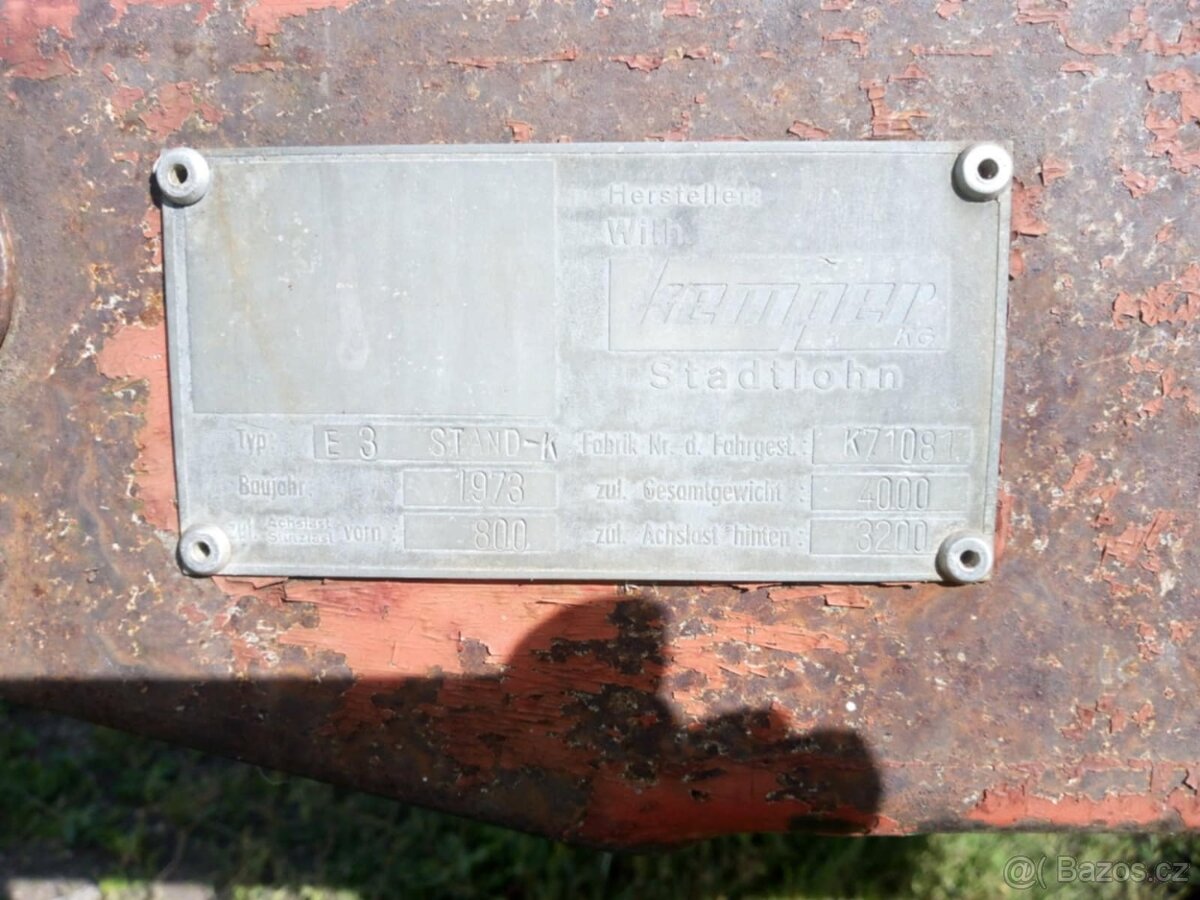 Hersteller:
Wilh.
Kemper
KG
Stadtlohn
Typ: E 3 STAND-K Fabrik Nr. d. Fahrgest.: K71081
Baujahr: 1973 zul. Gesamtgewicht: 4000
zul. Achslast Stützlast vorn: 800 zul. Achslast hinten: 3200
@( Bazos.cz